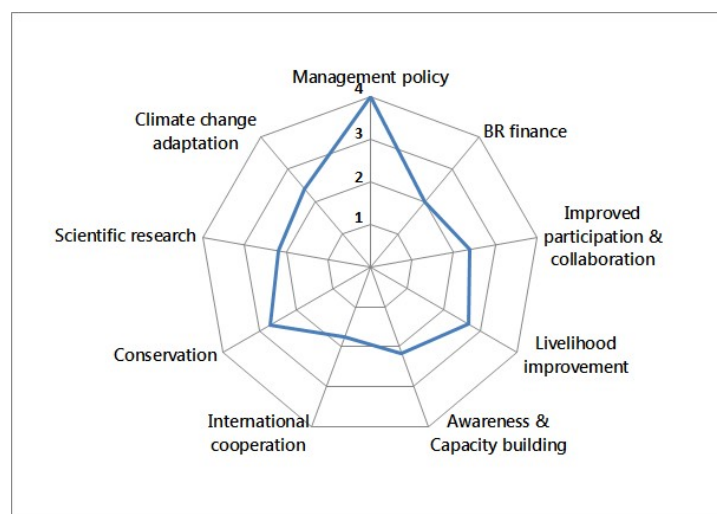 Management policy
4
3
2
1
BR finance
Improved
participation &
collaboration
Livelihood
improvement
Awareness &
Capacity building
International
cooperation
Conservation
Scientific research
Climate change
adaptation